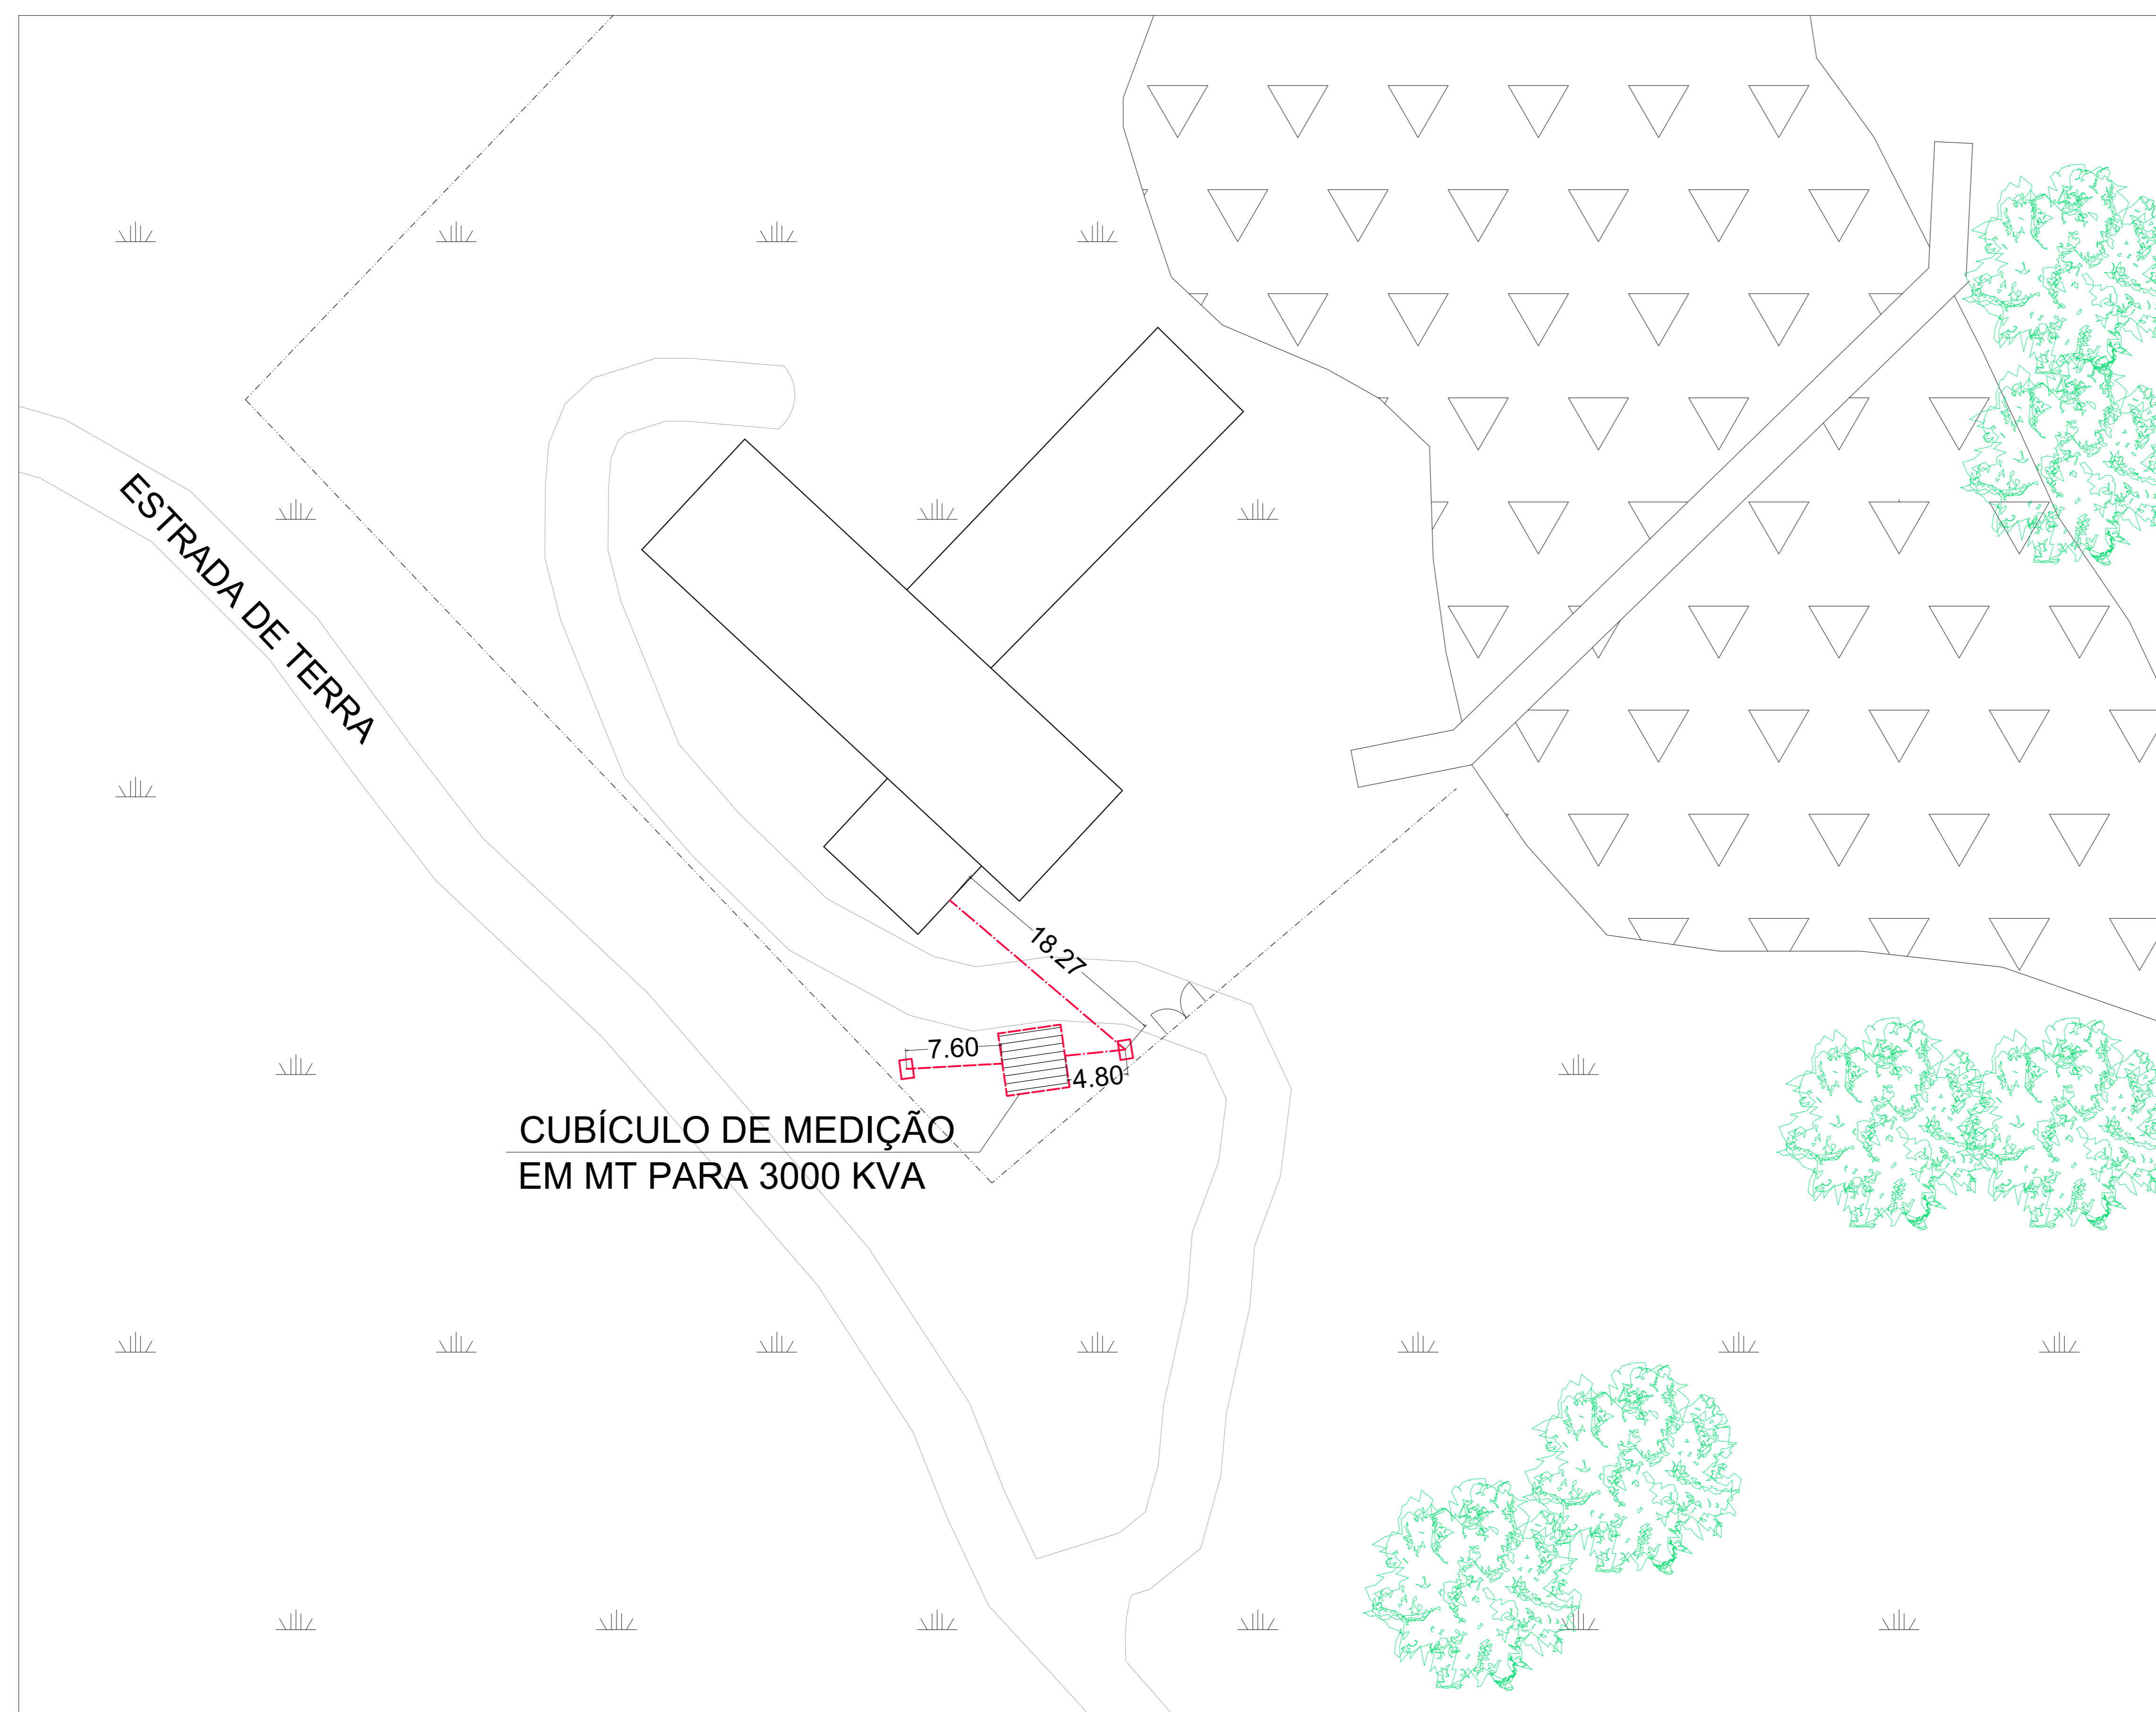 ESTRADA DE TERRA
18.27
7.60
4.80
CUBÍCULO DE MEDIÇÃO
EM MT PARA 3000 KVA